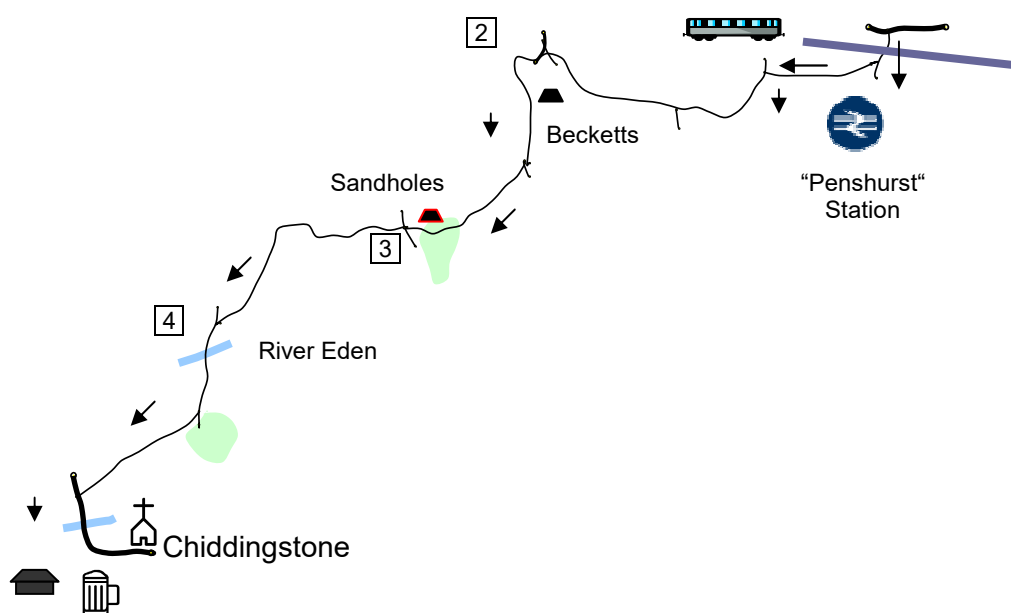 2
Becketts
“Penshurst“
Station
Sandholes
3
4
River Eden
Chiddingstone